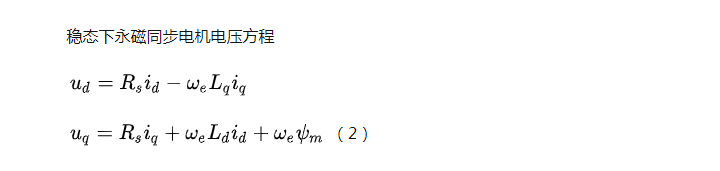 稳态下永磁同步电机电压方程
u_d = R_s i_d − ω_e L_q i_q
u_q = R_s i_q + ω_e L_d i_d + ω_e ψ_m （2）